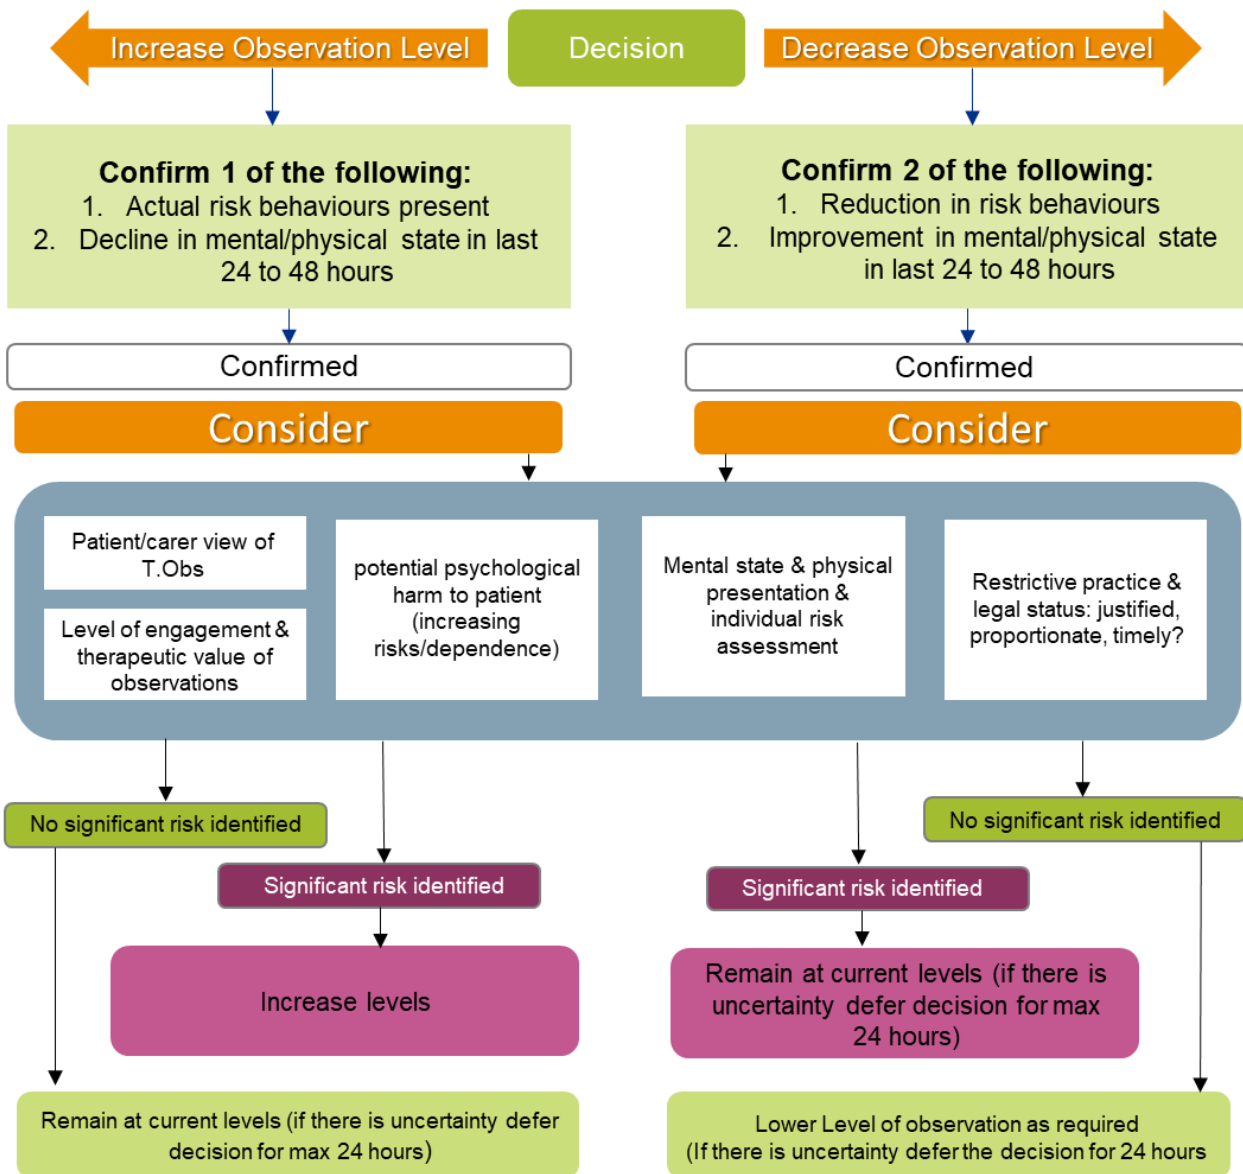 Increase Observation Level
Decision
Decrease Observation Level
Confirm 1 of the following:
1. Actual risk behaviours present
2. Decline in mental/physical state in last
24 to 48 hours
Confirm 2 of the following:
1. Reduction in risk behaviours
2. Improvement in mental/physical state
in last 24 to 48 hours
Confirmed
Confirmed
Consider
Consider
Patient/carer view of
T.Obs
Level of engagement &
therapeutic value of
observations
potential psychological
harm to patient
(increasing
risks/dependence)
Mental state & physical
presentation &
individual risk
assessment
Restrictive practice &
legal status: justified,
proportionate, timely?
No significant risk identified
No significant risk identified
Significant risk identified
Significant risk identified
Increase levels
Remain at current levels (if there is
uncertainty defer decision for max
24 hours)
Remain at current levels (if there is uncertainty defer
decision for max 24 hours)
Lower Level of observation as required
(If there is uncertainty defer the decision for 24 hours